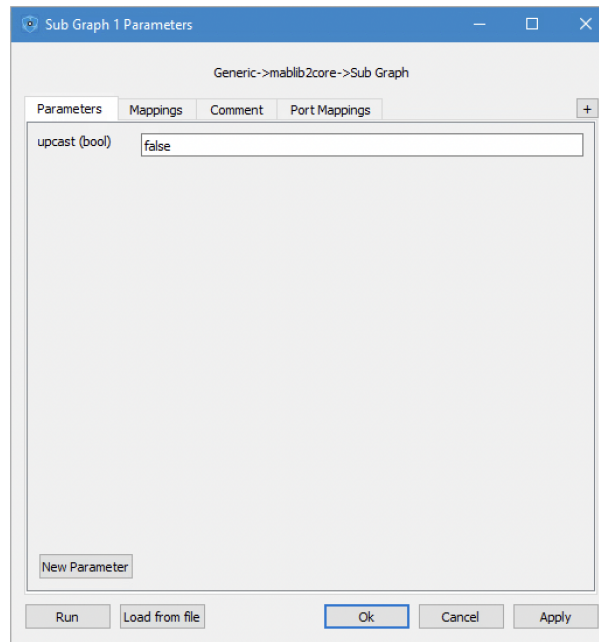 Sub Graph 1 Parameters
Generic->mablib2core->Sub Graph
Parameters Mappings Comment Port Mappings +
upcast (bool) false
New Parameter
Run Load from file Ok Cancel Apply